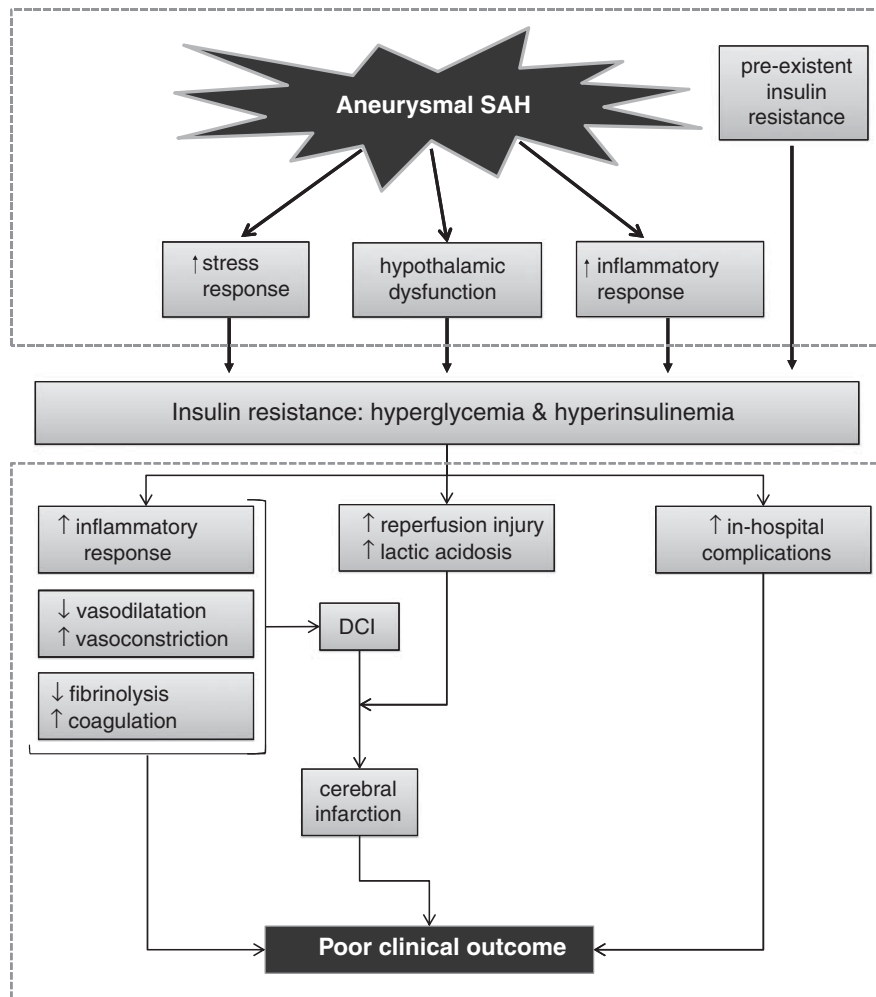 Aneurysmal SAH
pre-existent
insulin
resistance
↑stress
response
hypothalamic
dysfunction
↑ inflammatory
response
Insulin resistance: hyperglycemia & hyperinsulinemia
↑ inflammatory
response
↑ reperfusion injury
↑ lactic acidosis
↑ in-hospital
complications
↓ vasodilatation
↑ vasoconstriction
DCI
↓ fibrinolysis
↑ coagulation
cerebral
infarction
Poor clinical outcome